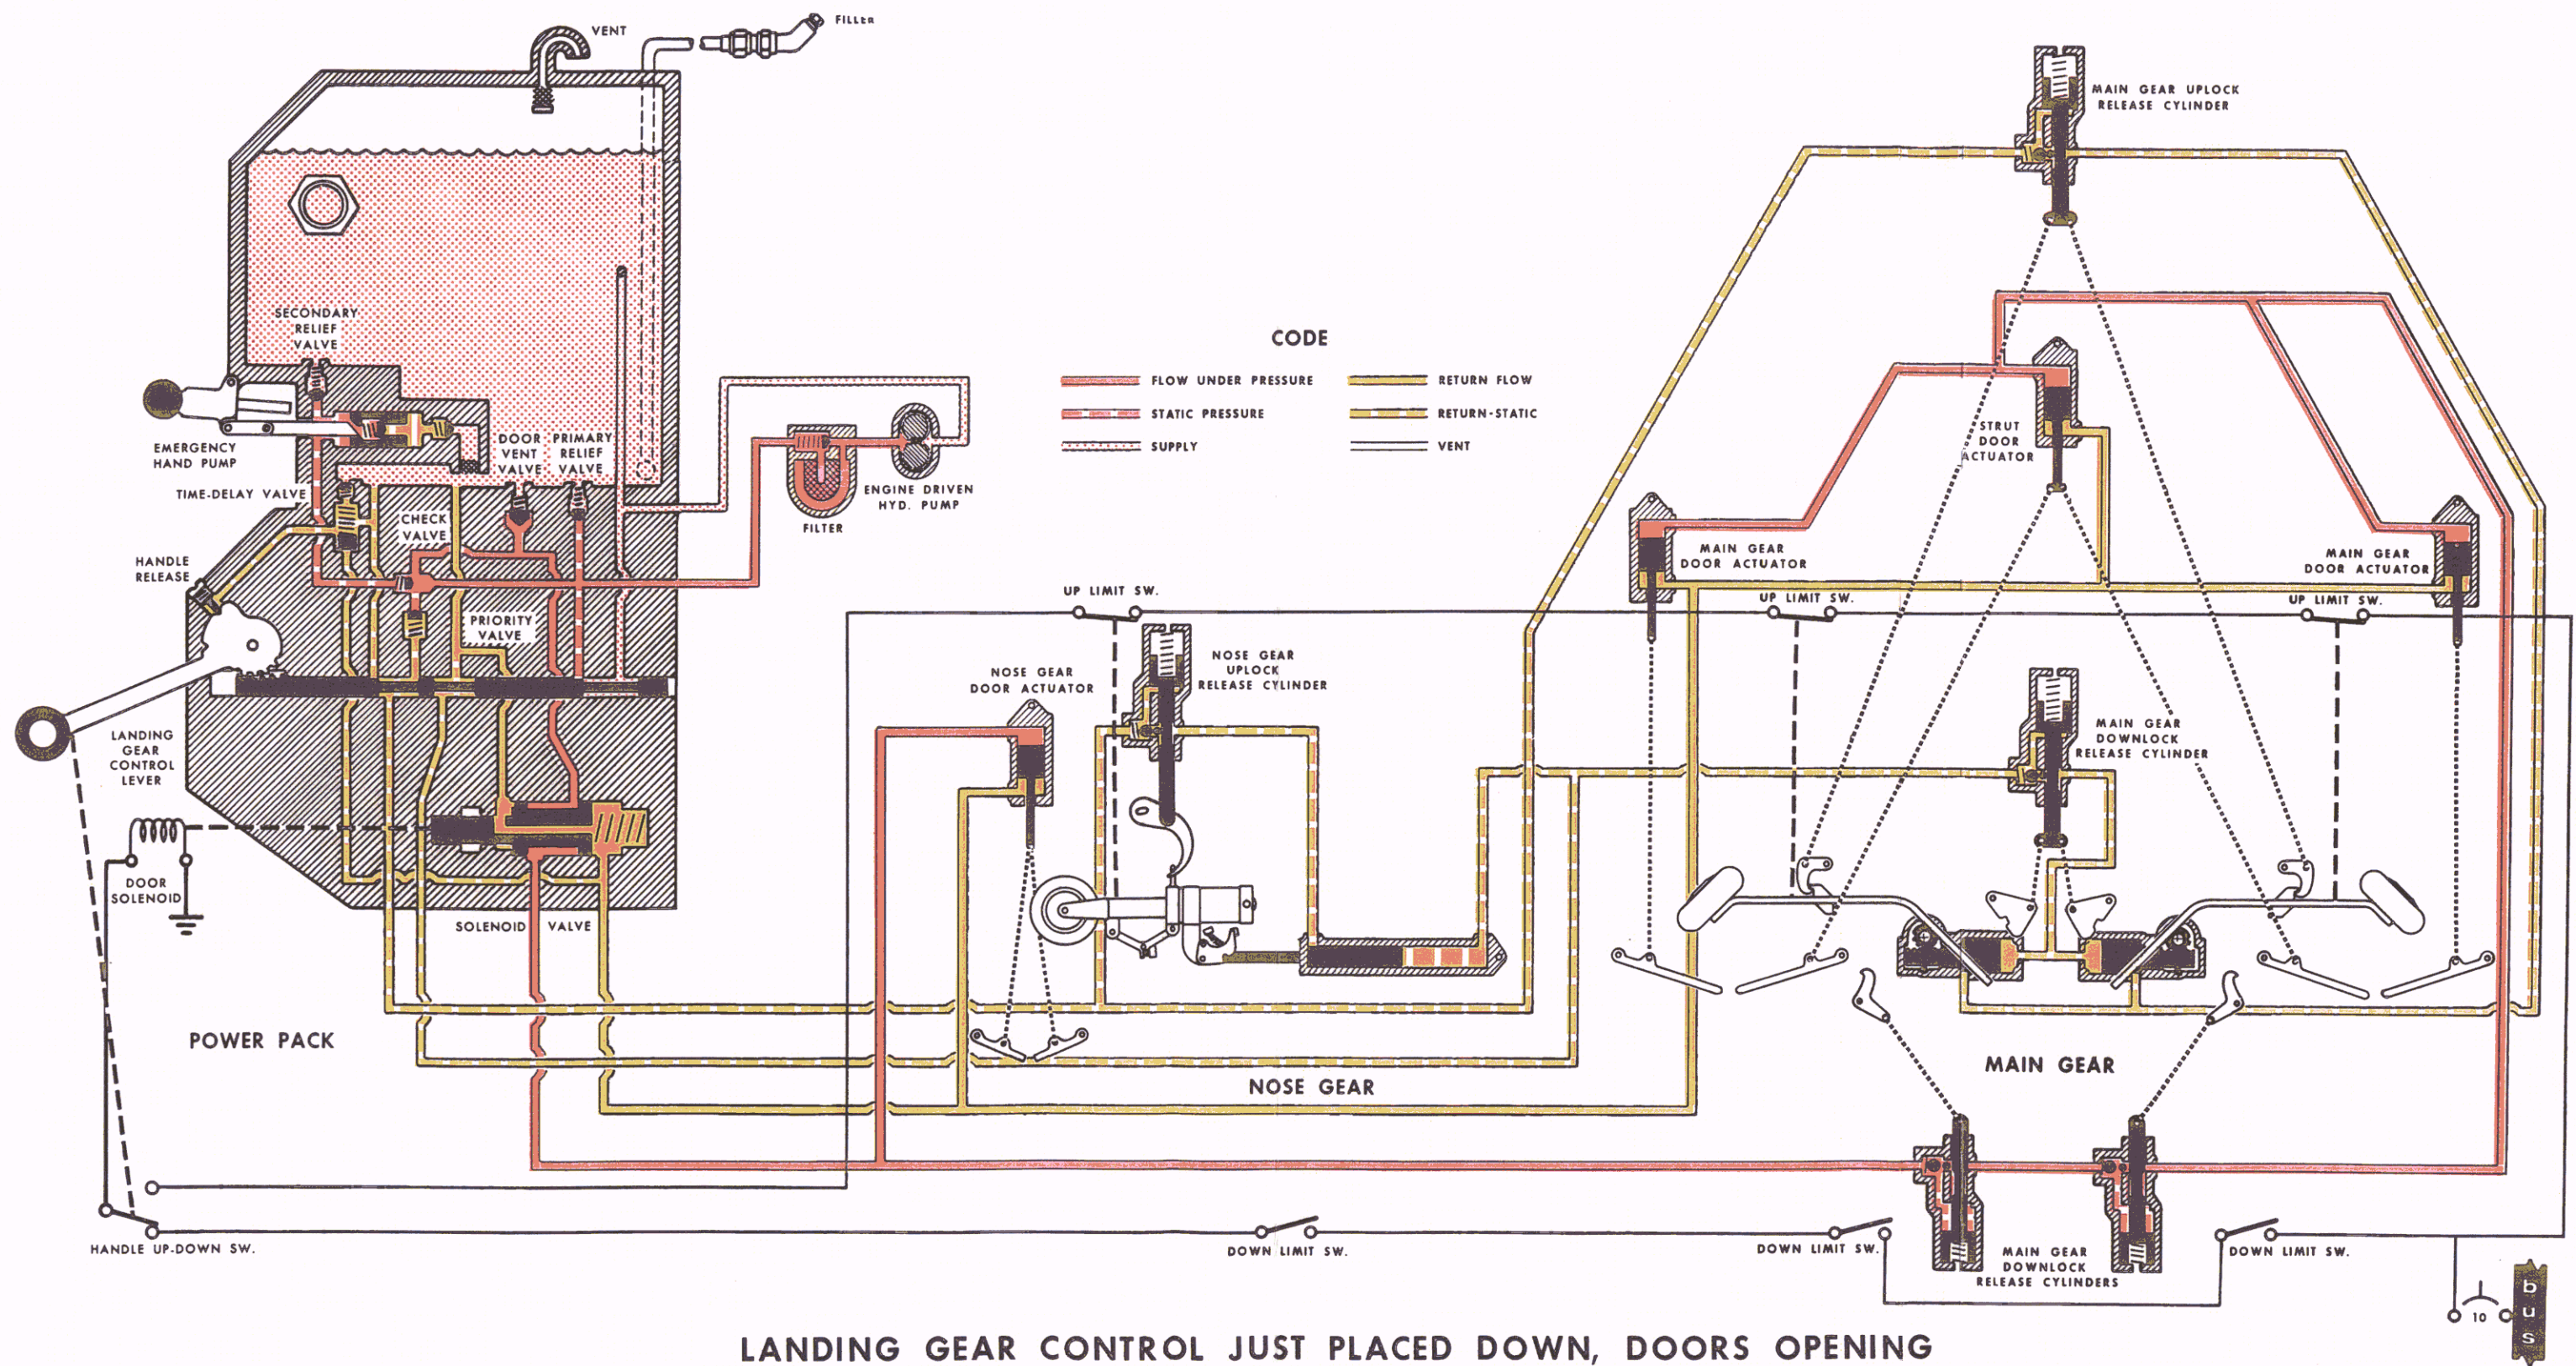 VENT
FILLER
MAIN GEAR UPLOCK
RELEASE CYLINDER
SECONDARY
RELIEF
VALVE
CODE
FLOW UNDER PRESSURE
RETURN FLOW
STATIC PRESSURE
RETURN-STATIC
SUPPLY
VENT
EMERGENCY
HAND PUMP
DOOR
VENT
VALVE
PRIMARY
RELIEF
VALVE
ENGINE DRIVEN
HYD. PUMP
FILTER
STRUT
DOOR
ACTUATOR
TIME-DELAY VALVE
CHECK
VALVE
HANDLE
RELEASE
MAIN GEAR
DOOR ACTUATOR
MAIN GEAR
DOOR ACTUATOR
UP LIMIT SW.
UP LIMIT SW.
UP LIMIT SW.
PRIORITY
VALVE
NOSE GEAR
DOOR ACTUATOR
NOSE GEAR
UPLOCK
RELEASE CYLINDER
LANDING
GEAR
CONTROL
LEVER
MAIN GEAR
DOWNLOCK
RELEASE CYLINDER
DOOR
SOLENOID
SOLENOID VALVE
POWER PACK
NOSE GEAR
MAIN GEAR
HANDLE UP-DOWN SW.
DOWN LIMIT SW.
DOWN LIMIT SW.
MAIN GEAR
DOWNLOCK
RELEASE CYLINDERS
DOWN LIMIT SW.
10
bus
LANDING GEAR CONTROL JUST PLACED DOWN, DOORS OPENING